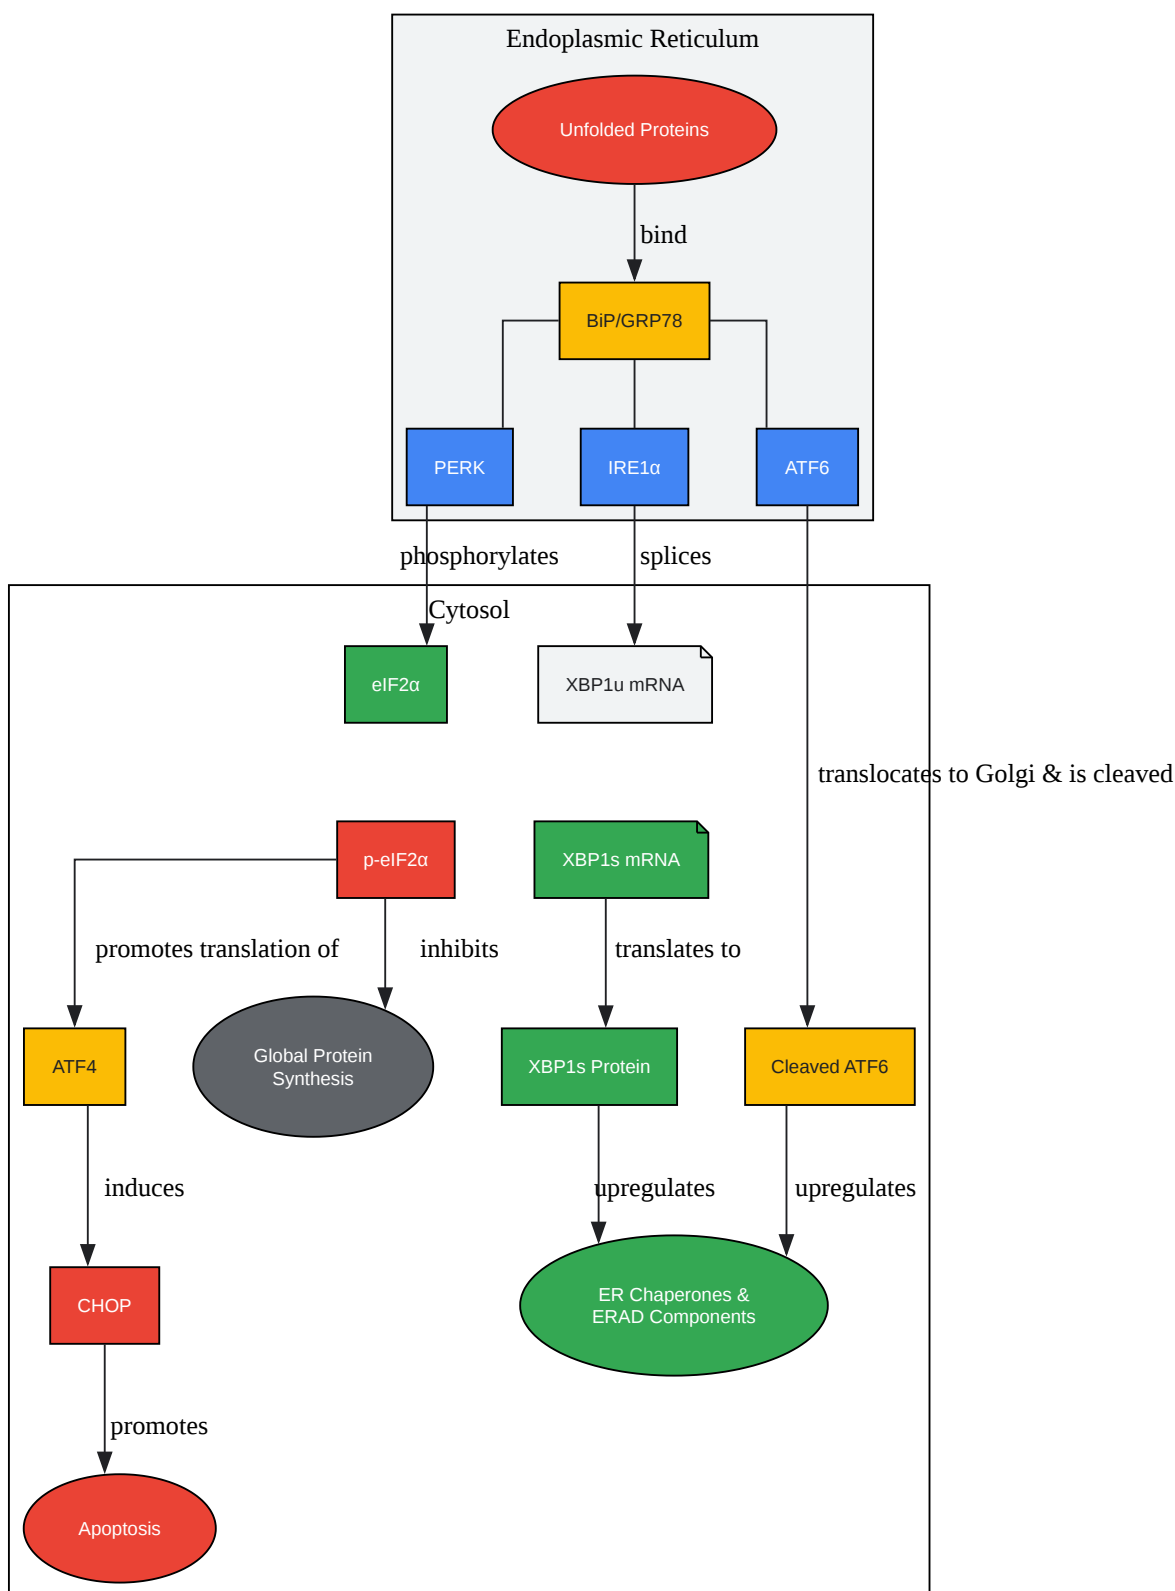 Endoplasmic Reticulum
Unfolded Proteins
bind
BiP/GRP78
PERK
IRE1α
ATF6
phosphorylates
splices
Cytosol
eIF2α
XBP1u mRNA
translocates to Golgi & is cleaved
p-eIF2α
XBP1s mRNA
promotes translation of
inhibits
translates to
ATF4
Global Protein
Synthesis
XBP1s Protein
Cleaved ATF6
induces
upregulates
upregulates
CHOP
ER Chaperones &
ERAD Components
promotes
Apoptosis